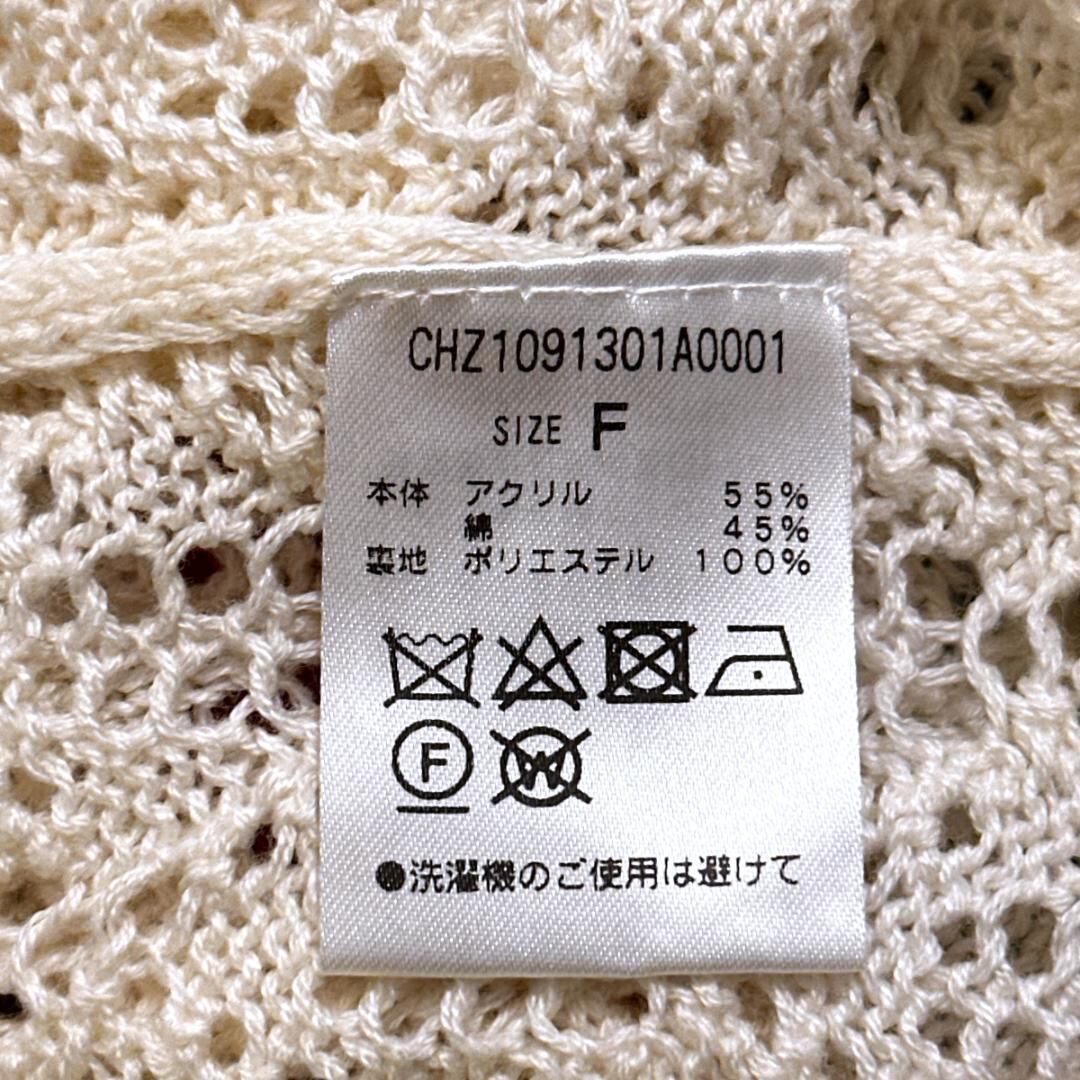 CHZ1091301A0001
SIZE F
本体 アクリル 55%
綿 45%
裏地 ポリエステル 100%
F W
●洗濯機のご使用は避けて